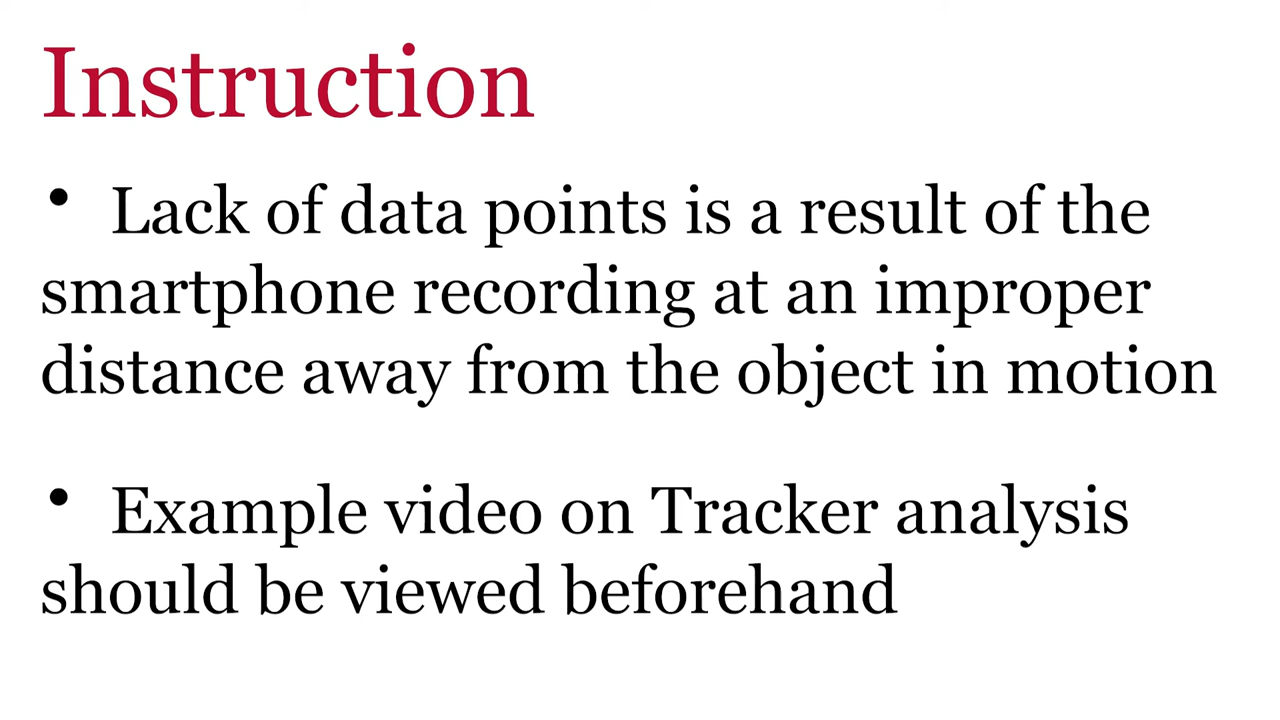 Instruction
• Lack of data points is a result of the
smartphone recording at an improper
distance away from the object in motion
• Example video on Tracker analysis
should be viewed beforehand